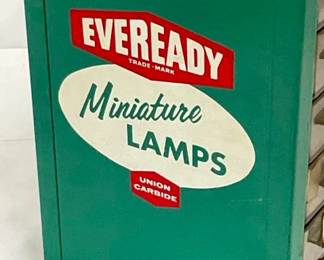 EVEREADY
TRADE-MARK
Miniature
LAMPS
UNION
CARBIDE